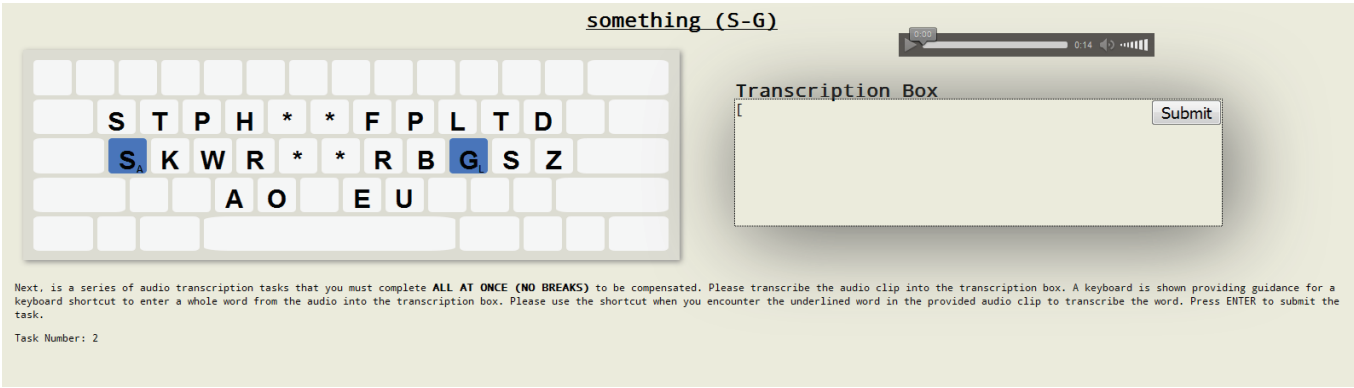 something (S-G)
0:00
0:14
S T P H * * F P L T D
S A K W R * * R B G L S Z
A O E U
Transcription Box
[
Submit
Next, is a series of audio transcription tasks that you must complete ALL AT ONCE (NO BREAKS) to be compensated. Please transcribe the audio clip into the transcription box. A keyboard is shown providing guidance for a
keyboard shortcut to enter a whole word from the audio into the transcription box. Please use the shortcut when you encounter the underlined word in the provided audio clip to transcribe the word. Press ENTER to submit the
task.
Task Number: 2